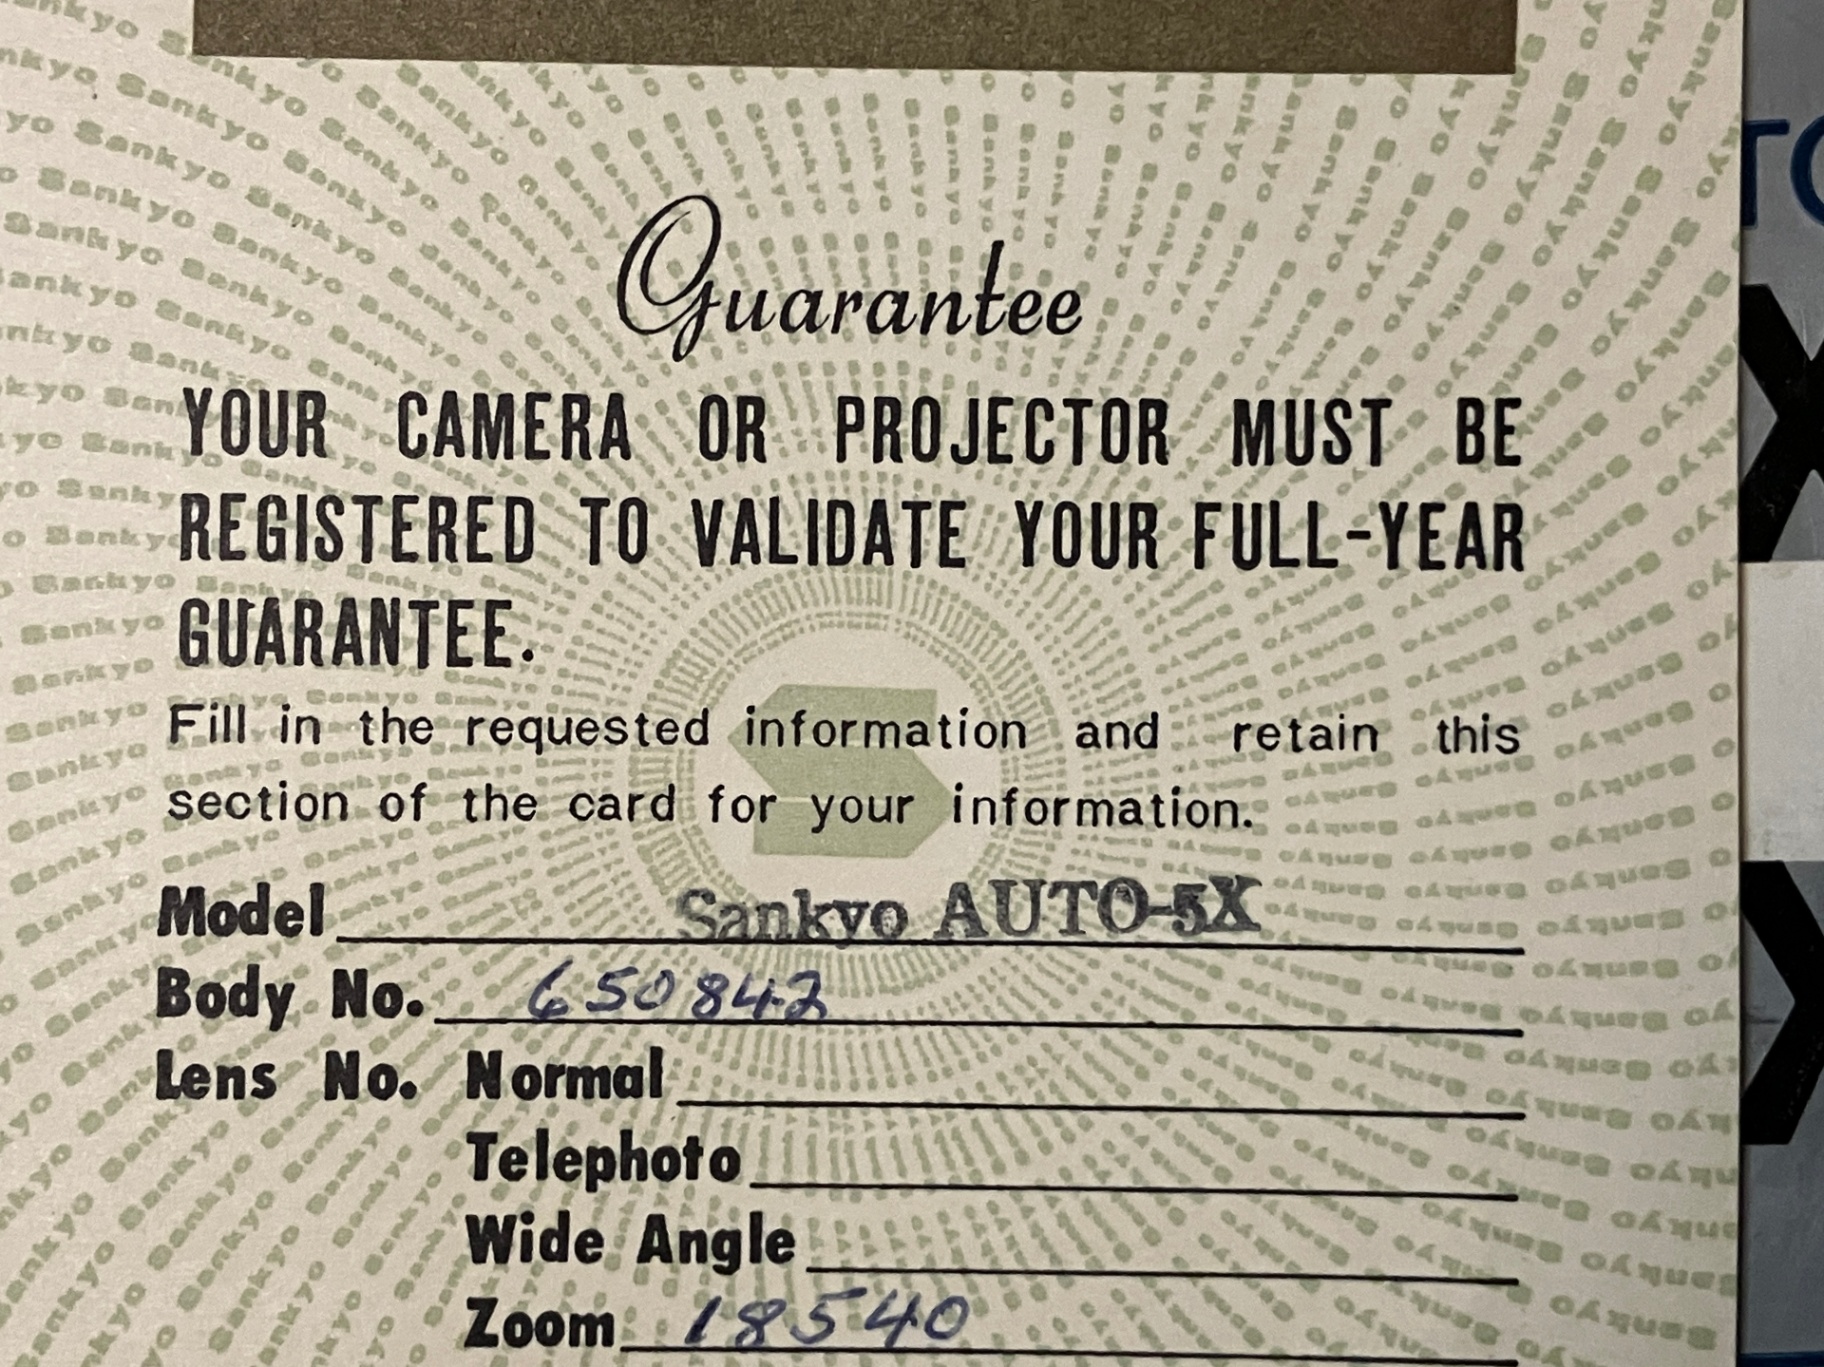 Guarantee
YOUR CAMERA OR PROJECTOR MUST BE
REGISTERED TO VALIDATE YOUR FULL-YEAR
GUARANTEE.
Fill in the requested information and retain this
section of the card for your information.
Model Sankyo AUTO-5X
Body No. 650842
Lens No. Normal
Telephoto
Wide Angle
Zoom 18540